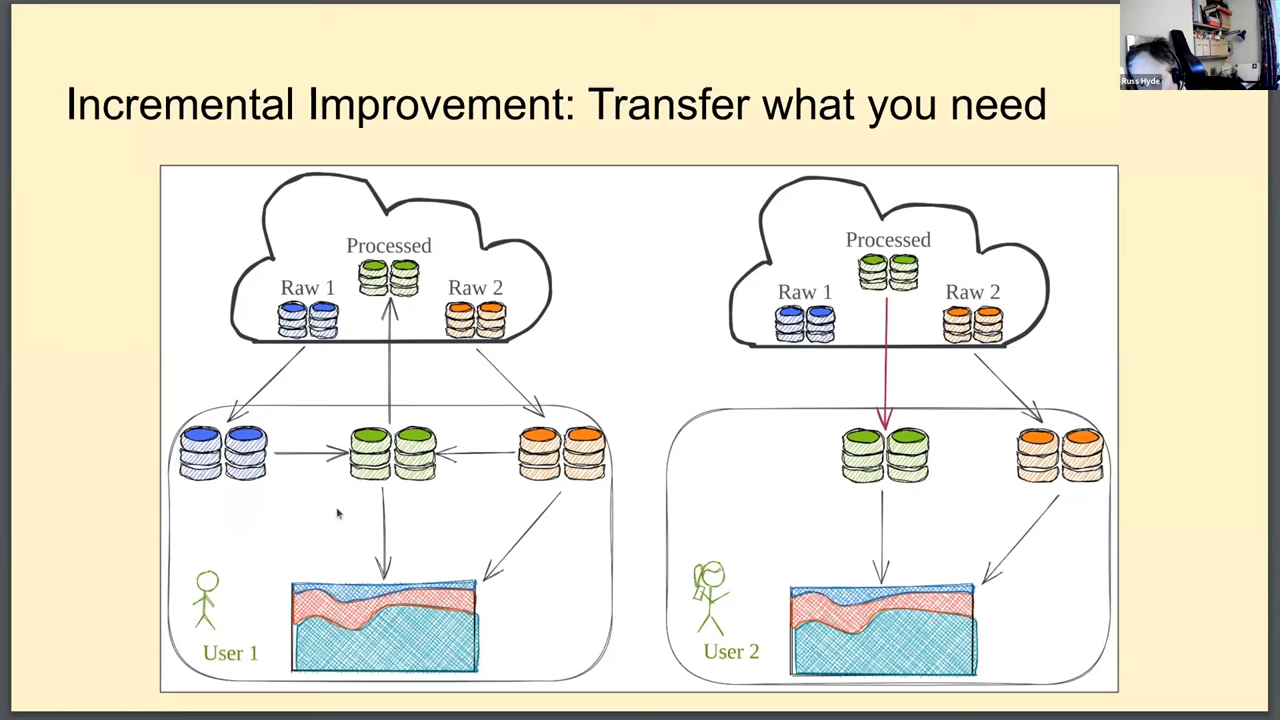 Russ Hyde
Incremental Improvement: Transfer what you need
Processed
Raw 1
Raw 2
User 1
Processed
Raw 1
Raw 2
User 2